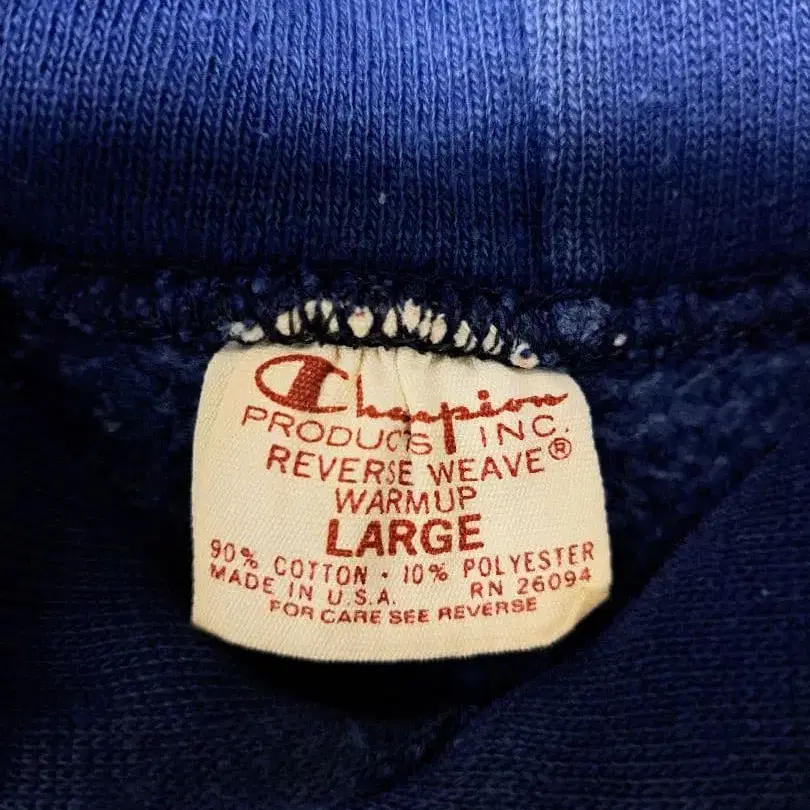 Champion
PRODUCTS INC.
REVERSE WEAVE®
WARMUP
LARGE
90% COTTON · 10% POLYESTER
MADE IN U.S.A. RN 26094
FOR CARE SEE REVERSE